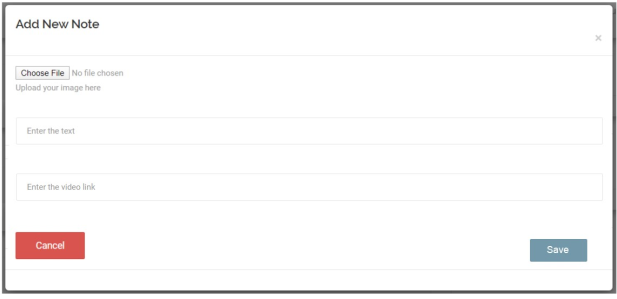 Add New Note
×
Choose File No file chosen
Upload your image here
Enter the text
Enter the video link
Cancel
Save